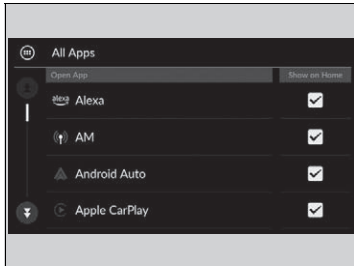 All Apps
Open App Show on Home
alexa Alexa
AM
Android Auto
Apple CarPlay